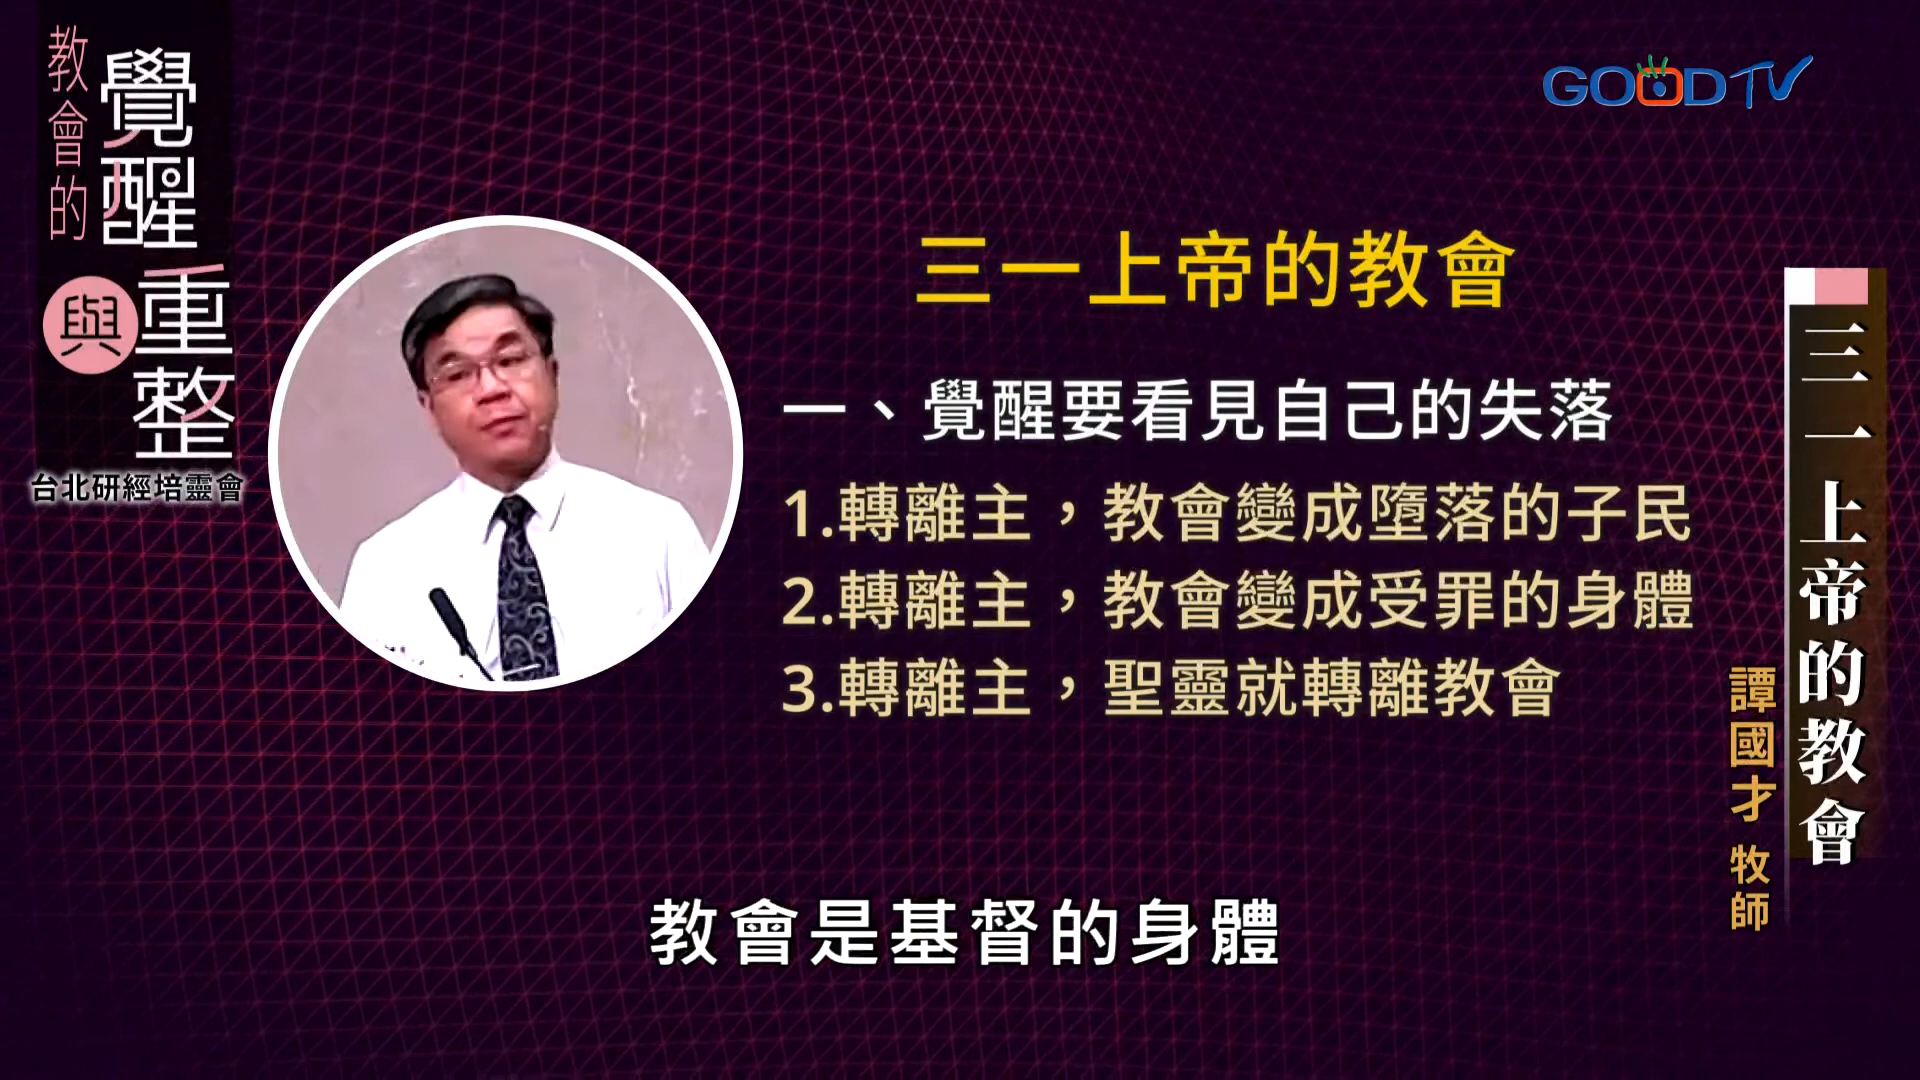 教會的
覺醒
與
重整
台北研經培靈會
GOOD TV
三一上帝的教會
一、覺醒要看見自己的失落
1.轉離主，教會變成墮落的子民
2.轉離主，教會變成受罪的身體
3.轉離主，聖靈就轉離教會
三一上帝的教會
譚國才 牧師
教會是基督的身體